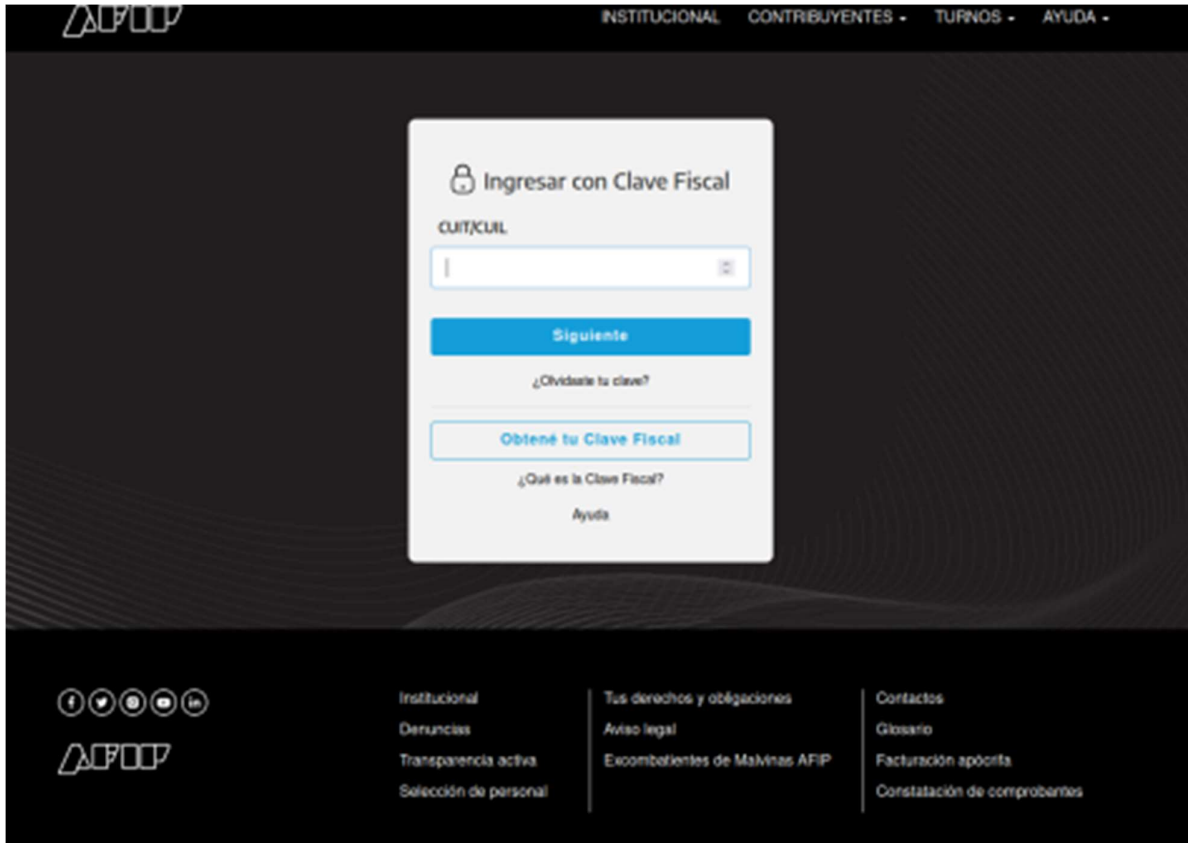 AFIP
INSTITUCIONAL CONTRIBUYENTES TURNOS AYUDA
Ingresar con Clave Fiscal
CUIT/CUIL
Siguiente
¿Olvidaste tu clave?
Obtené tu Clave Fiscal
¿Qué es la Clave Fiscal?
Ayuda
AFIP
Institucional
Denuncias
Transparencia activa
Selección de personal
Tus derechos y obligaciones
Aviso legal
Excombatientes de Malvinas AFIP
Contactos
Glosario
Facturación apócrifa
Constatación de comprobantes